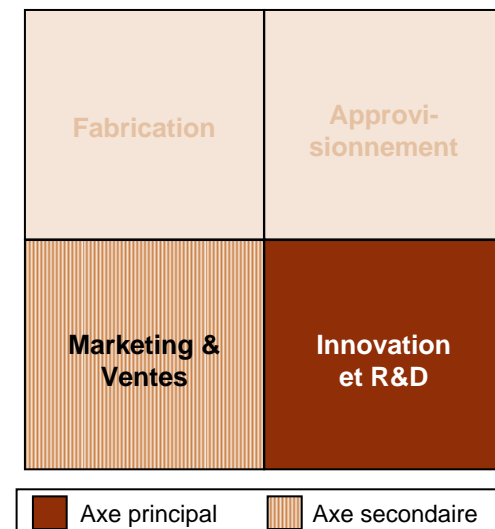 Fabrication
Approvi-
sionnement
Marketing &
Ventes
Innovation
et R&D
Axe principal
Axe secondaire